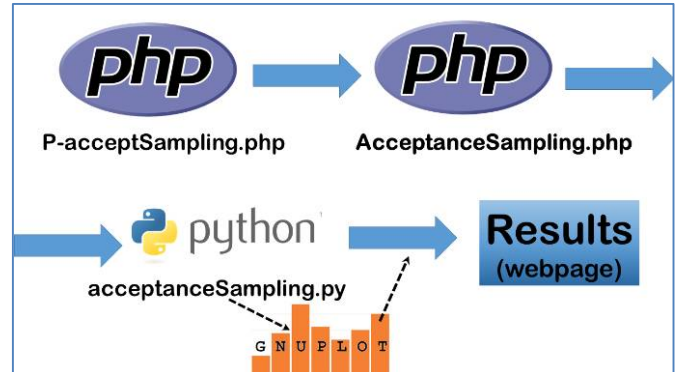 php
php
P-acceptSampling.php
AcceptanceSampling.php
python
Results
(webpage)
acceptanceSampling.py
GNUPLOT